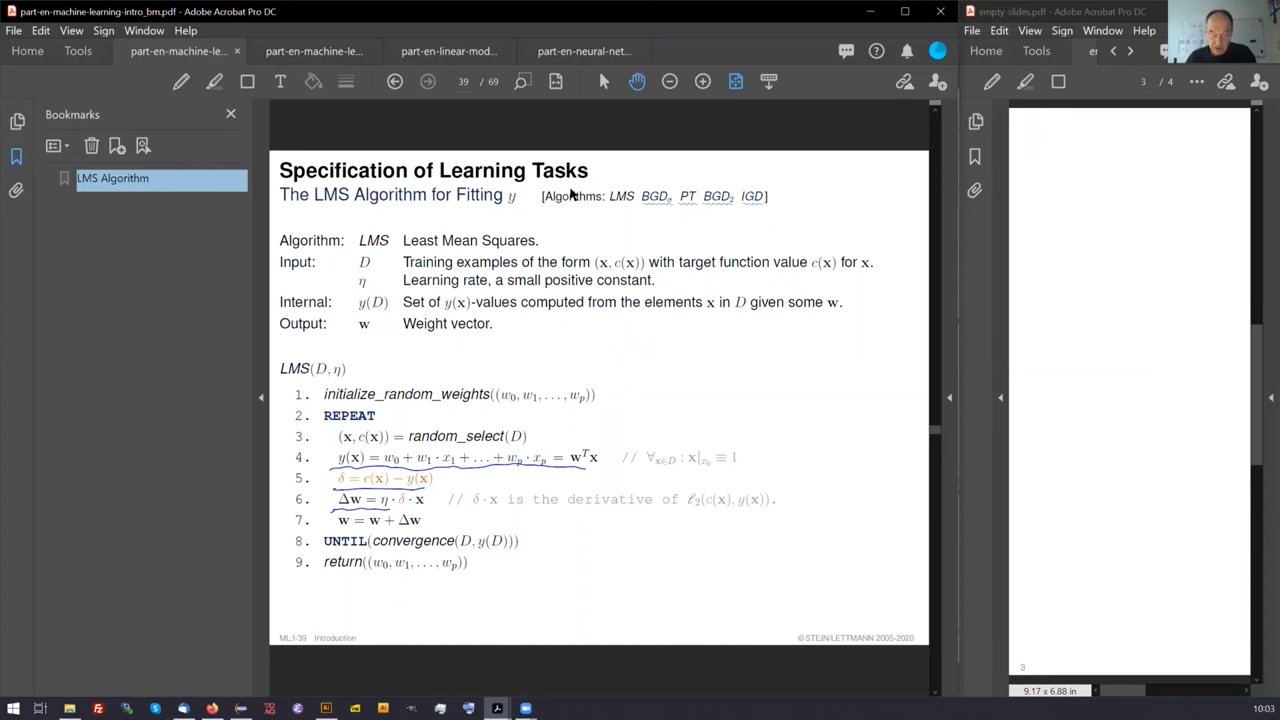 part-en-machine-learning-intro_bm.pdf - Adobe Acrobat Pro DC
File Edit View Sign Window Help
Home Tools part-en-machine-le... × part-en-machine-le... part-en-linear-mod... part-en-neural-net...
39 / 69
Bookmarks
LMS Algorithm
Specification of Learning Tasks
The LMS Algorithm for Fitting y [Algorithms: LMS BGDσ PT BGD₂ IGD]
Algorithm: LMS Least Mean Squares.
Input: D Training examples of the form (x, c(x)) with target function value c(x) for x.
η Learning rate, a small positive constant.
Internal: y(D) Set of y(x)-values computed from the elements x in D given some w.
Output: w Weight vector.
LMS(D, η)
1. initialize_random_weights((w₀, w₁, . . . , wₚ))
2. REPEAT
3. (x, c(x)) = random_select(D)
4. y(x) = w₀ + w₁ · x₁ + . . . + wₚ · xₚ = wᵀx // ∀x∈D : x|x₀ ≡ 1
5. δ = c(x) − y(x)
6. Δw = η · δ · x // δ · x is the derivative of ℓ₂(c(x), y(x)).
7. w = w + Δw
8. UNTIL(convergence(D, y(D)))
9. return((w₀, w₁, . . . , wₚ))
ML:I-39 Introduction © STEIN/LETTMANN 2005-2020
empty-slides.pdf - Adobe Acrobat Pro DC
File Edit View Sign Window Help
Home Tools
3 / 4
3
9.17 x 6.88 in
10:03